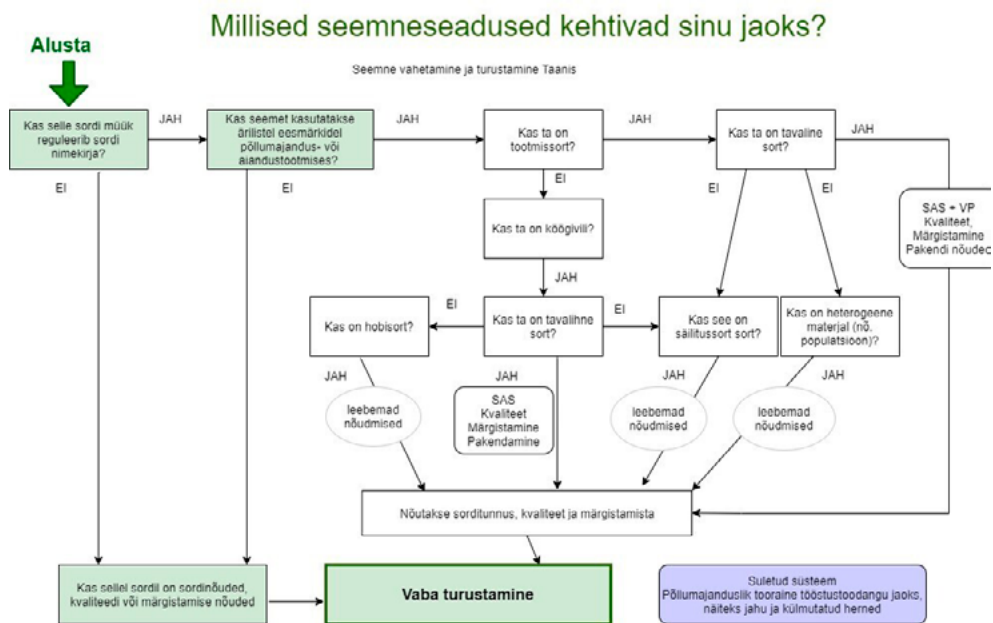 Millised seemneseadused kehtivad sinu jaoks?
Alusta
Seemne vahetamine ja turustamine Taanis
Kas selle sordi müük
reguleerib sordi
nimekirja?
JAH
Kas seemet kasutatakse
ärilistel eesmärkidel
põllumajandus- või
aiandustootmises?
JAH
Kas ta on
tootmissort?
JAH
Kas ta on tavaline
sort?
JAH
EI
EI
EI
EI
EI
SAS + VP
Kvaliteet,
Märgistamine
Pakendi nõuded
Kas ta on köögivili?
JAH
EI
EI
Kas on hobisort?
Kas ta on tavalihne
sort?
Kas see on
säilitussort sort?
Kas on heterogeene
materjal (nõ.
populatsioon)?
JAH
JAH
JAH
JAH
leebemad
nõudmised
SAS
Kvaliteet
Märgistamine
Pakendamine
leebemad
nõudmised
leebemad
nõudmised
Nõutakse sorditunnus, kvaliteet ja märgistamista
Kas sellel sordil on sordinõuded,
kvaliteedi või märgistamise nõuded
Vaba turustamine
Suletud süsteem
Põllumajanduslik tooraine tööstustoodangu jaoks,
näiteks jahu ja külmutatud herned